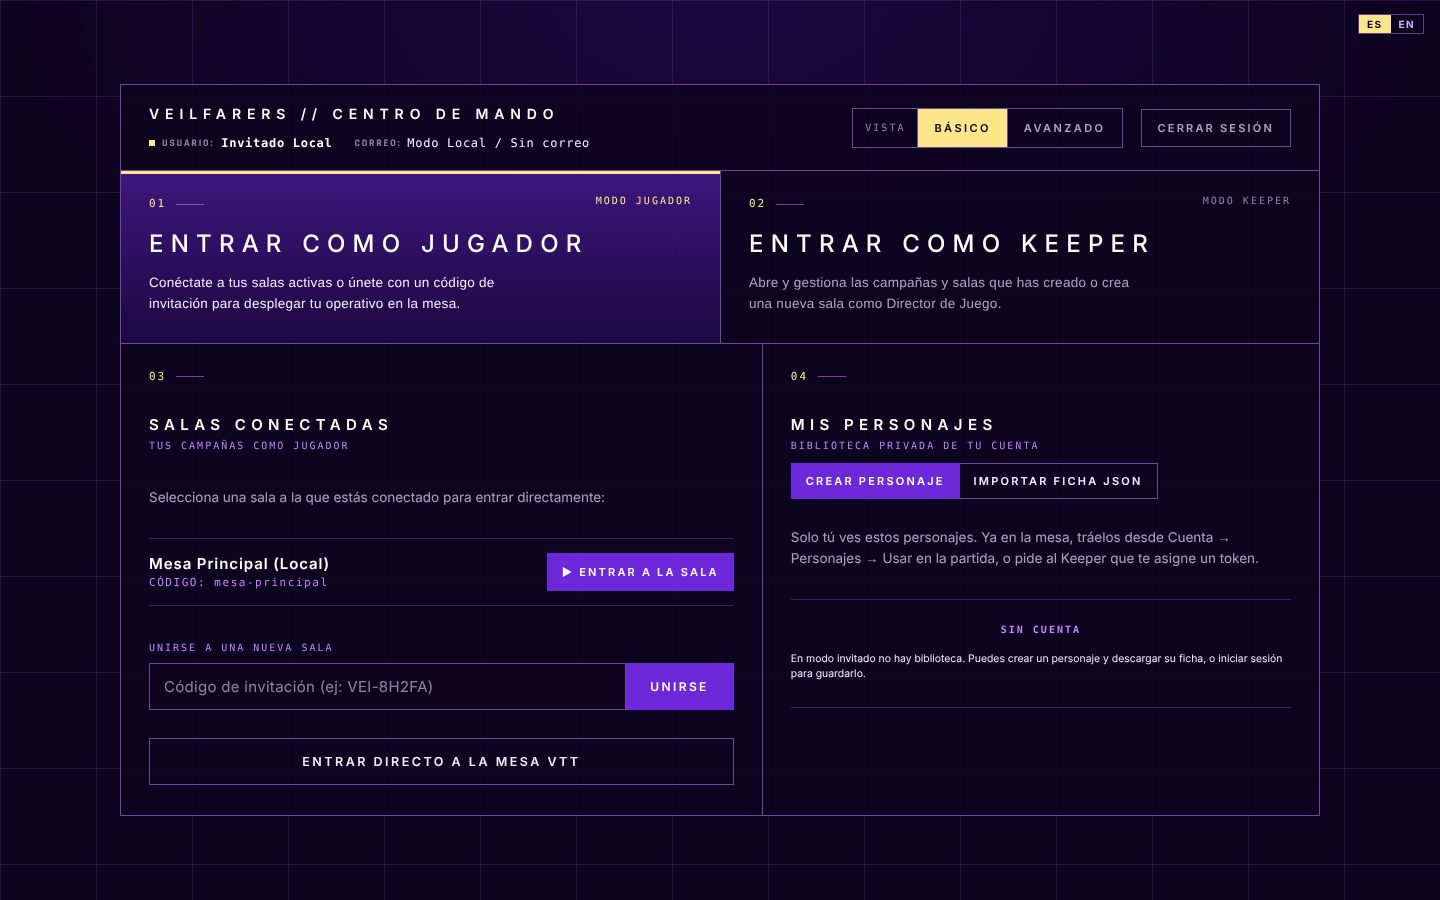 ES EN
VEILFARERS // CENTRO DE MANDO
USUARIO: Invitado Local CORREO: Modo Local / Sin correo
VISTA BÁSICO AVANZADO CERRAR SESIÓN
01 MODO JUGADOR
ENTRAR COMO JUGADOR
Conéctate a tus salas activas o únete con un código de
invitación para desplegar tu operativo en la mesa.
02 MODO KEEPER
ENTRAR COMO KEEPER
Abre y gestiona las campañas y salas que has creado o crea
una nueva sala como Director de Juego.
03
SALAS CONECTADAS
TUS CAMPAÑAS COMO JUGADOR
Selecciona una sala a la que estás conectado para entrar directamente:
Mesa Principal (Local)
CÓDIGO: mesa-principal
▶ ENTRAR A LA SALA
UNIRSE A UNA NUEVA SALA
Código de invitación (ej: VEI-8H2FA) UNIRSE
ENTRAR DIRECTO A LA MESA VTT
04
MIS PERSONAJES
BIBLIOTECA PRIVADA DE TU CUENTA
CREAR PERSONAJE IMPORTAR FICHA JSON
Solo tú ves estos personajes. Ya en la mesa, tráelos desde Cuenta →
Personajes → Usar en la partida, o pide al Keeper que te asigne un token.
SIN CUENTA
En modo invitado no hay biblioteca. Puedes crear un personaje y descargar su ficha, o iniciar sesión
para guardarlo.